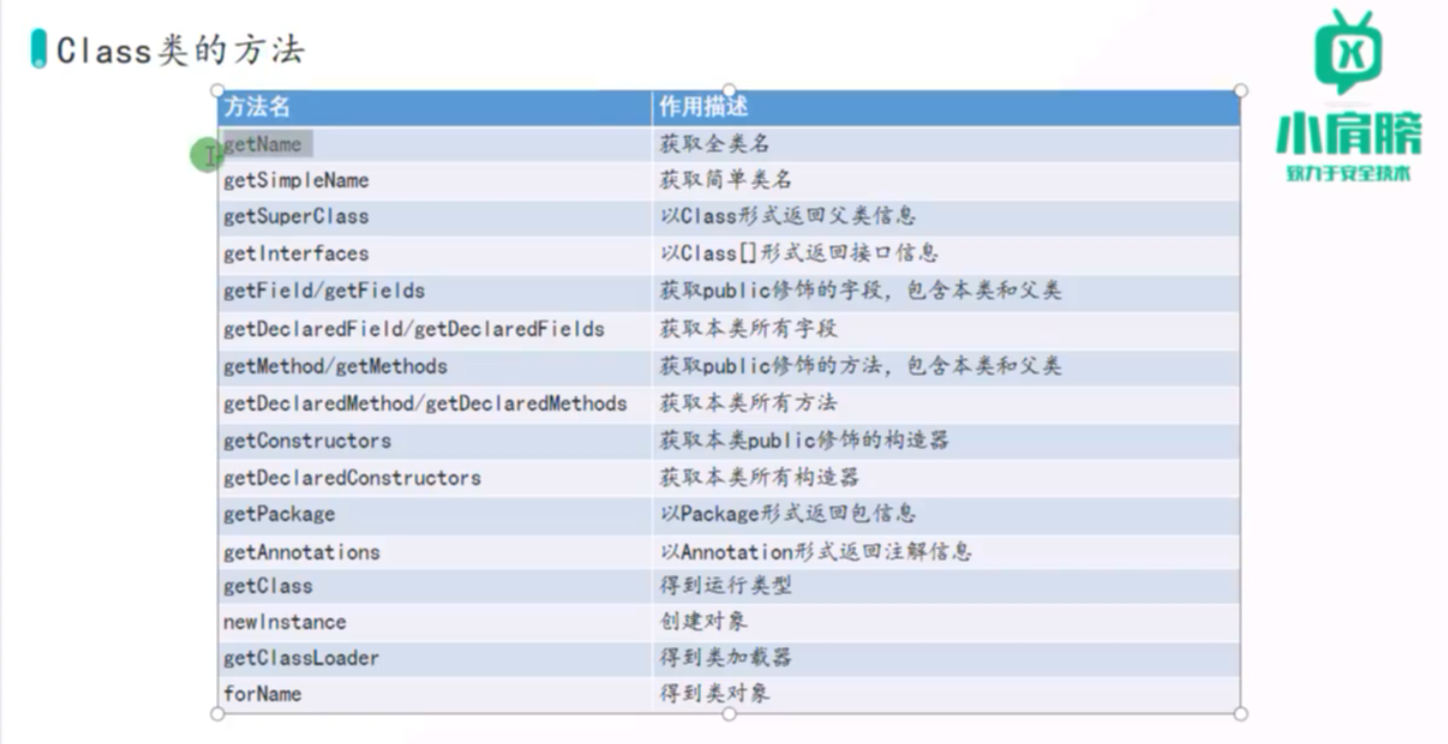 Class类的方法
小肩膀
致力于安全技术
方法名 作用描述
getName 获取全类名
getSimpleName 获取简单类名
getSuperClass 以Class形式返回父类信息
getInterfaces 以Class[]形式返回接口信息
getField/getFields 获取public修饰的字段，包含本类和父类
getDeclaredField/getDeclaredFields 获取本类所有字段
getMethod/getMethods 获取public修饰的方法，包含本类和父类
getDeclaredMethod/getDeclaredMethods 获取本类所有方法
getConstructors 获取本类public修饰的构造器
getDeclaredConstructors 获取本类所有构造器
getPackage 以Package形式返回包信息
getAnnotations 以Annotation形式返回注解信息
getClass 得到运行类型
newInstance 创建对象
getClassLoader 得到类加载器
forName 得到类对象